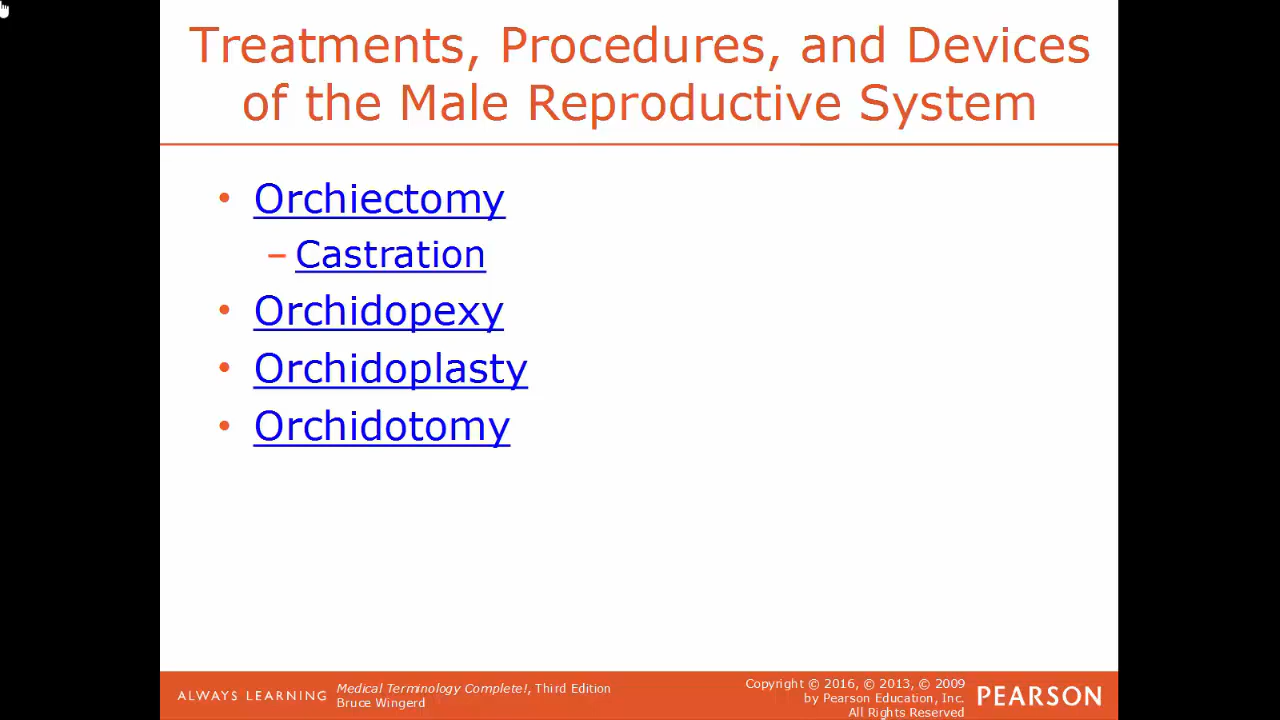 Treatments, Procedures, and Devices
of the Male Reproductive System
• Orchiectomy
– Castration
• Orchidopexy
• Orchidoplasty
• Orchidotomy
ALWAYS LEARNING
Medical Terminology Complete!, Third Edition
Bruce Wingerd
Copyright © 2016, © 2013, © 2009
by Pearson Education, Inc.
All Rights Reserved
PEARSON